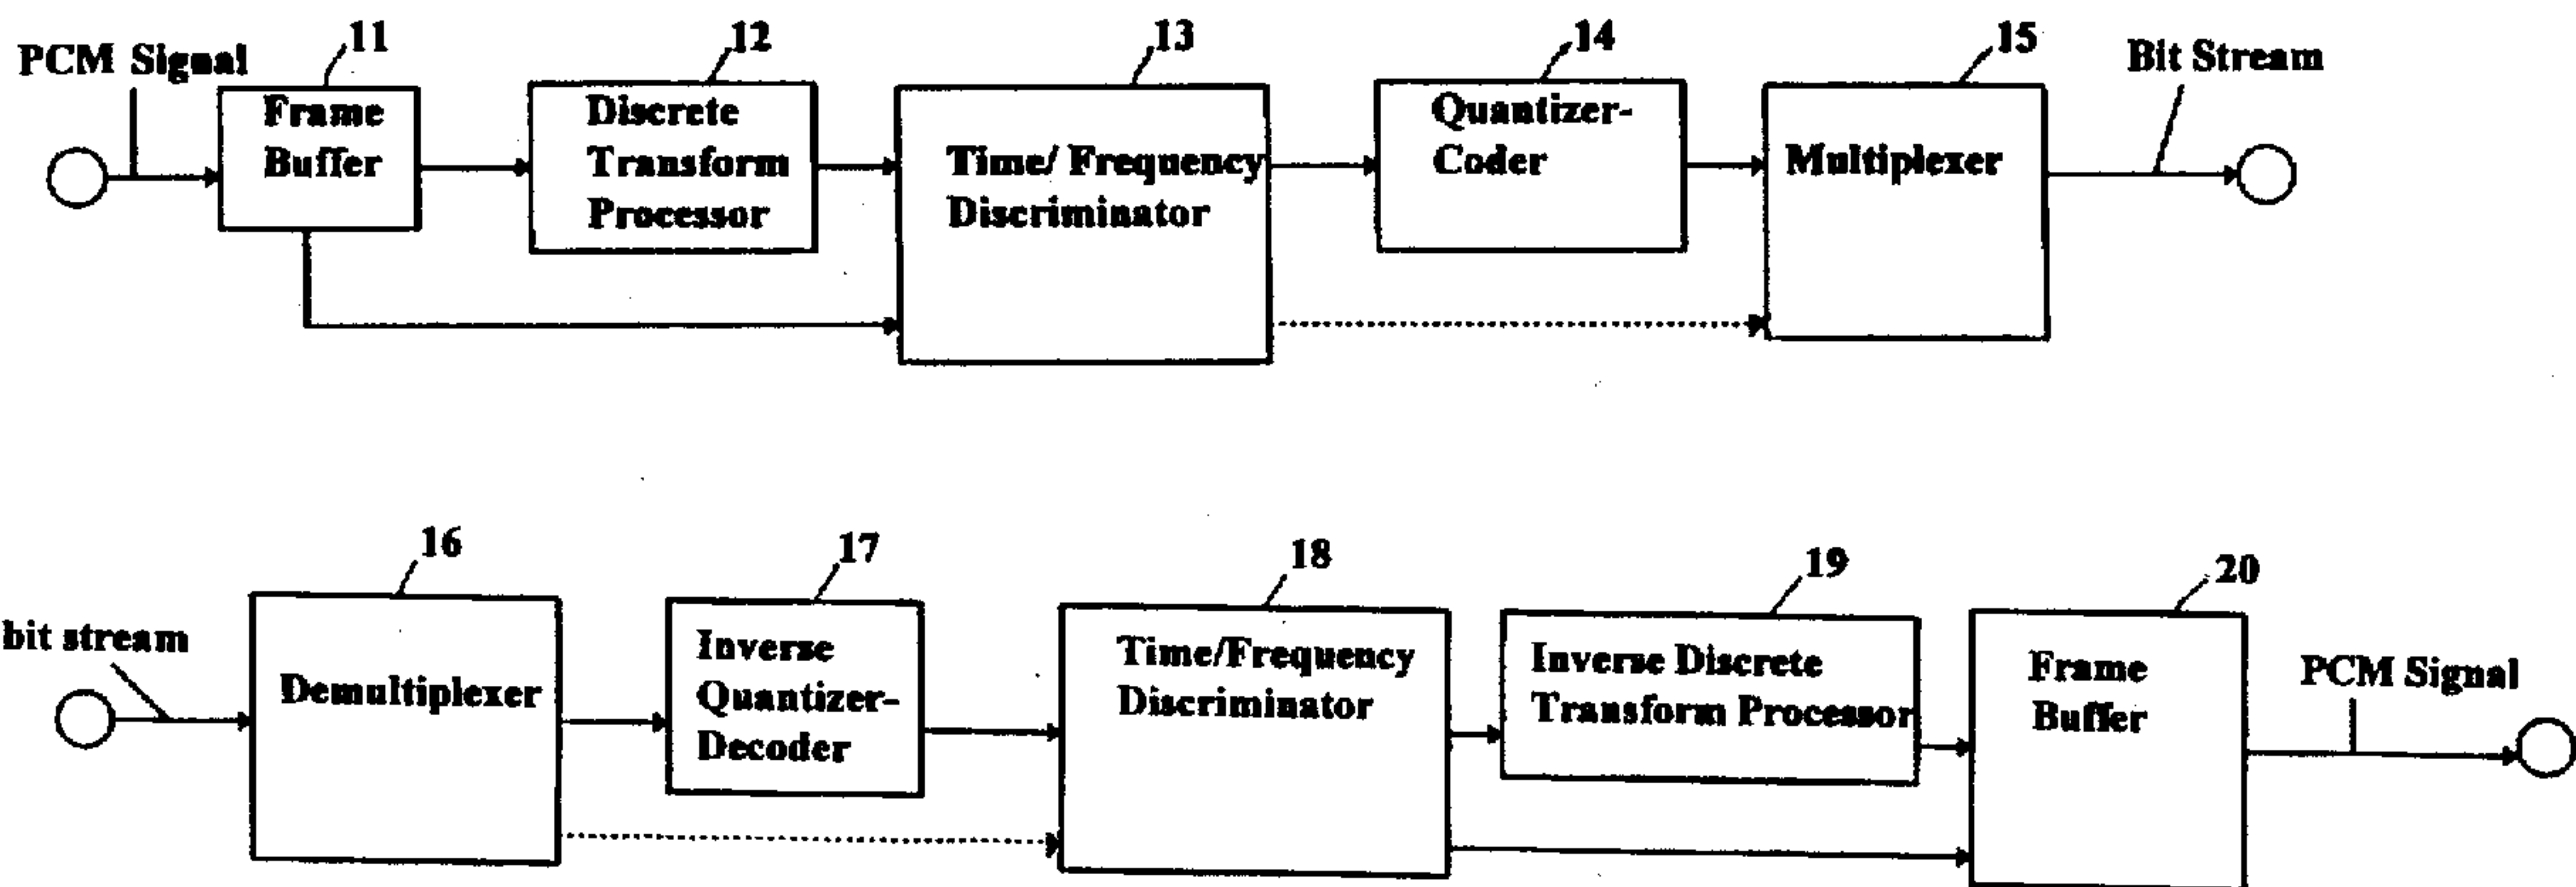 PCM Signal
11
Frame
Buffer
12
Discrete
Transform
Processor
13
Time/ Frequency
Discriminator
14
Quantizer-
Coder
15
Multiplexer
Bit Stream
bit stream
16
Demultiplexer
17
Inverse
Quantizer-
Decoder
18
Time/Frequency
Discriminator
19
Inverse Discrete
Transform Processor
20
Frame
Buffer
PCM Signal